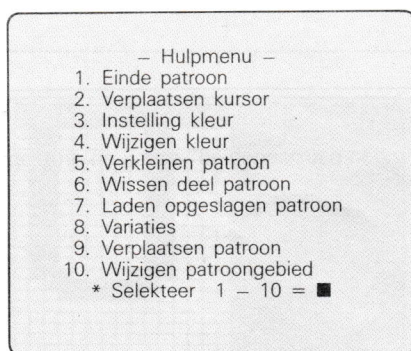 – Hulpmenu –
1. Einde patroon
2. Verplaatsen kursor
3. Instelling kleur
4. Wijzigen kleur
5. Verkleinen patroon
6. Wissen deel patroon
7. Laden opgeslagen patroon
8. Variaties
9. Verplaatsen patroon
10. Wijzigen patroongebied
* Selekteer 1 – 10 = ■